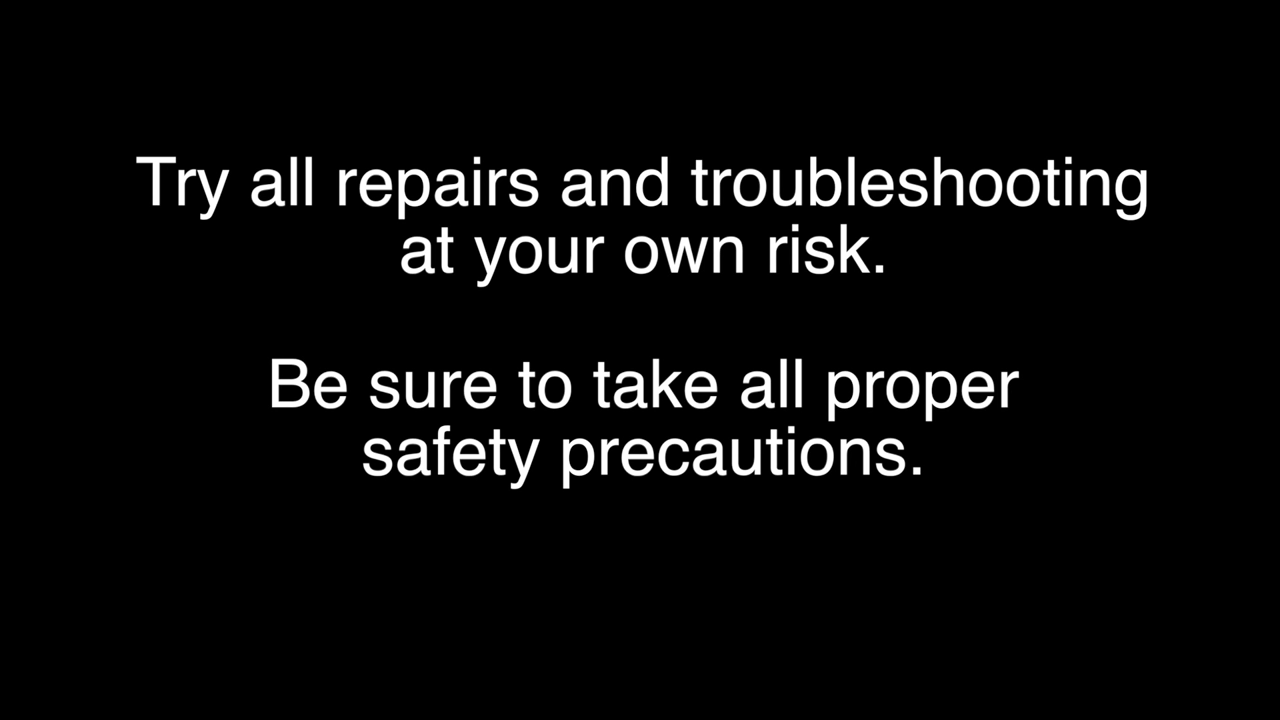 Try all repairs and troubleshooting
at your own risk.
Be sure to take all proper
safety precautions.